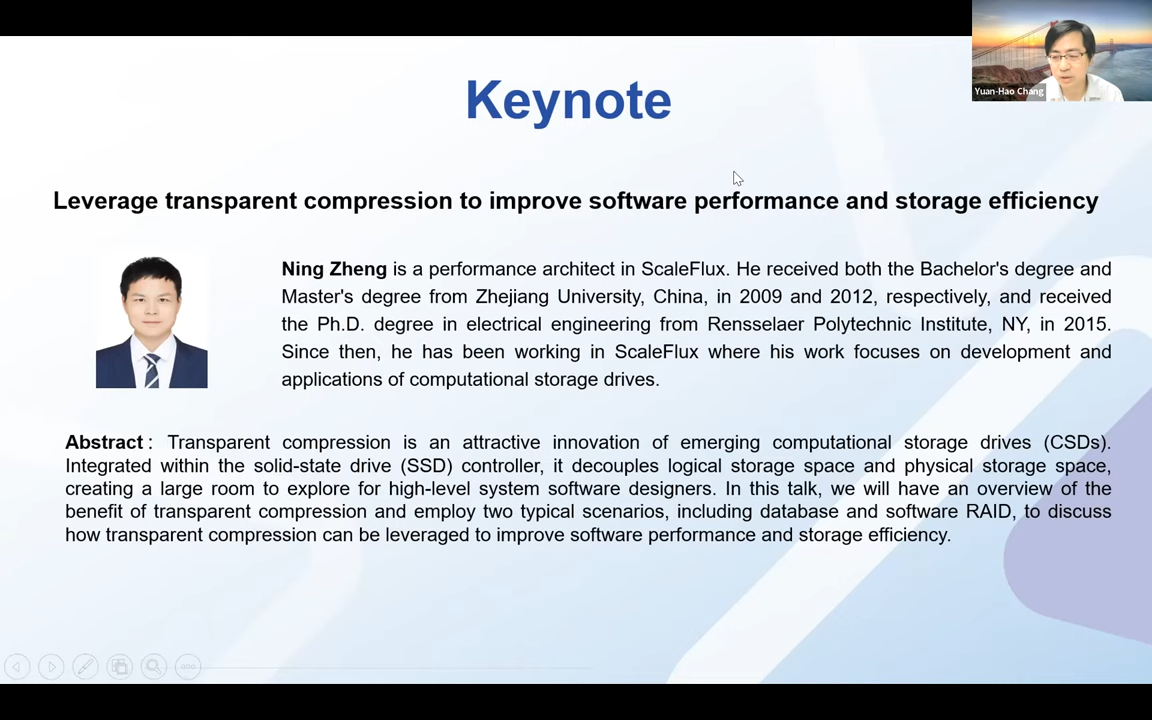 Yuan-Hao Chang
Keynote
Leverage transparent compression to improve software performance and storage efficiency
Ning Zheng is a performance architect in ScaleFlux. He received both the Bachelor's degree and
Master's degree from Zhejiang University, China, in 2009 and 2012, respectively, and received
the Ph.D. degree in electrical engineering from Rensselaer Polytechnic Institute, NY, in 2015.
Since then, he has been working in ScaleFlux where his work focuses on development and
applications of computational storage drives.
Abstract : Transparent compression is an attractive innovation of emerging computational storage drives (CSDs).
Integrated within the solid-state drive (SSD) controller, it decouples logical storage space and physical storage space,
creating a large room to explore for high-level system software designers. In this talk, we will have an overview of the
benefit of transparent compression and employ two typical scenarios, including database and software RAID, to discuss
how transparent compression can be leveraged to improve software performance and storage efficiency.